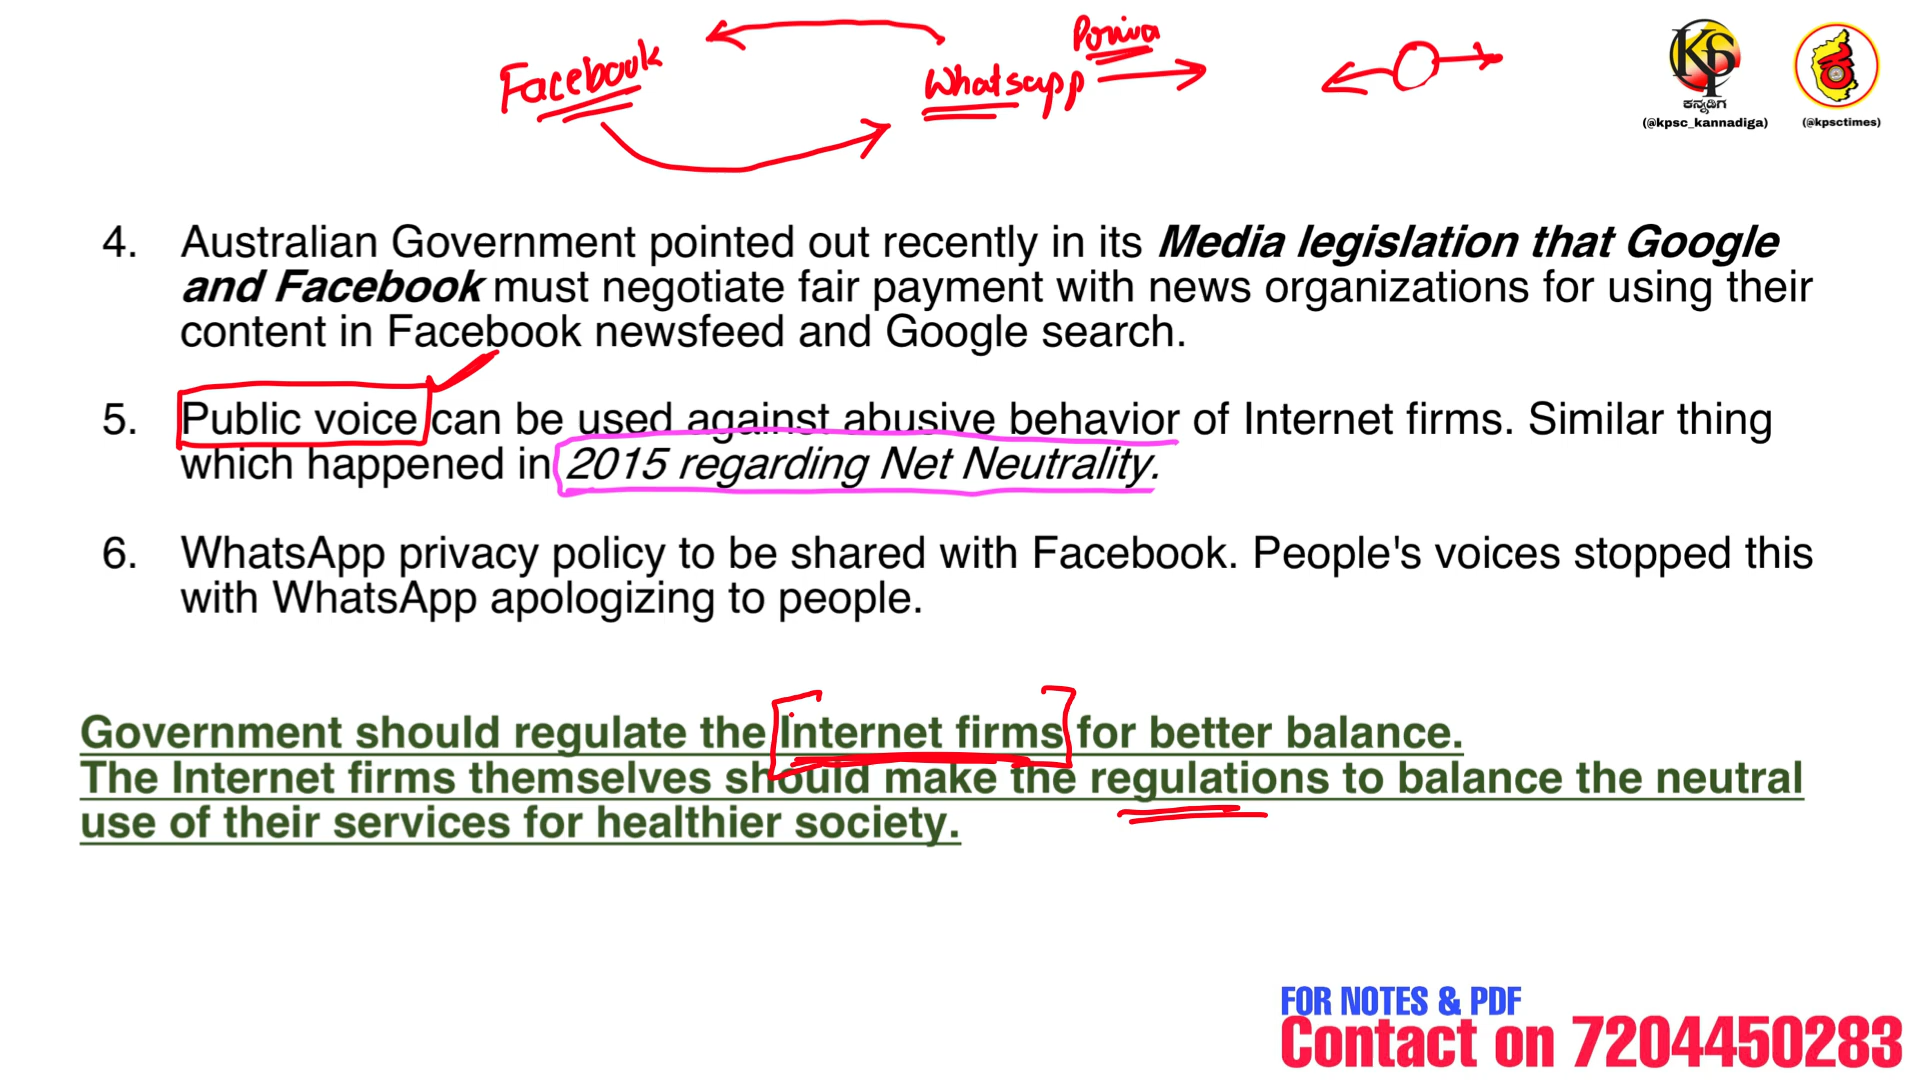 Facebook
Whatsapp
KPSC
ಕನ್ನಡಿಗ
(@kpsc_kannadiga)
(@kpsctimes)
4. Australian Government pointed out recently in its Media legislation that Google
and Facebook must negotiate fair payment with news organizations for using their
content in Facebook newsfeed and Google search.
5. Public voice can be used against abusive behavior of Internet firms. Similar thing
which happened in 2015 regarding Net Neutrality.
6. WhatsApp privacy policy to be shared with Facebook. People's voices stopped this
with WhatsApp apologizing to people.
Government should regulate the Internet firms for better balance.
The Internet firms themselves should make the regulations to balance the neutral
use of their services for healthier society.
FOR NOTES & PDF
Contact on 7204450283